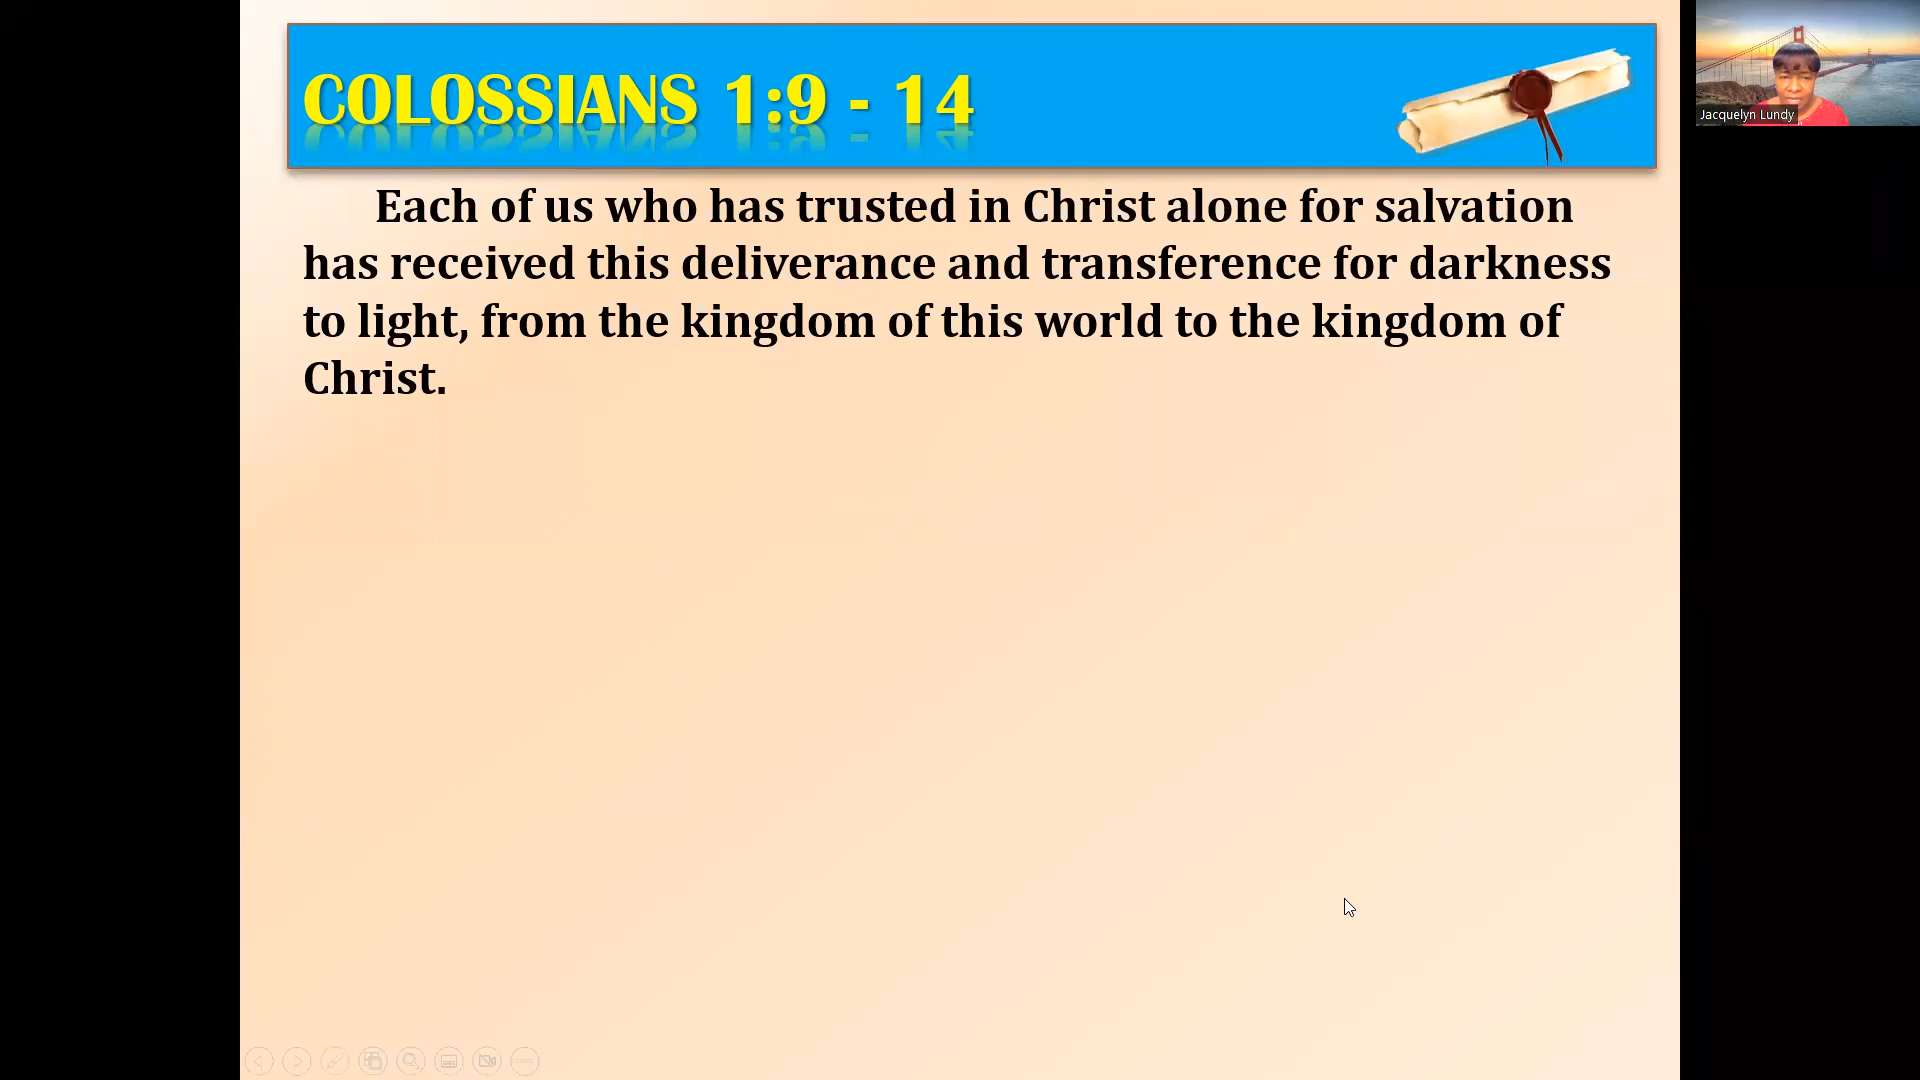 COLOSSIANS 1:9 - 14
Jacquelyn Lundy
Each of us who has trusted in Christ alone for salvation
has received this deliverance and transference for darkness
to light, from the kingdom of this world to the kingdom of
Christ.